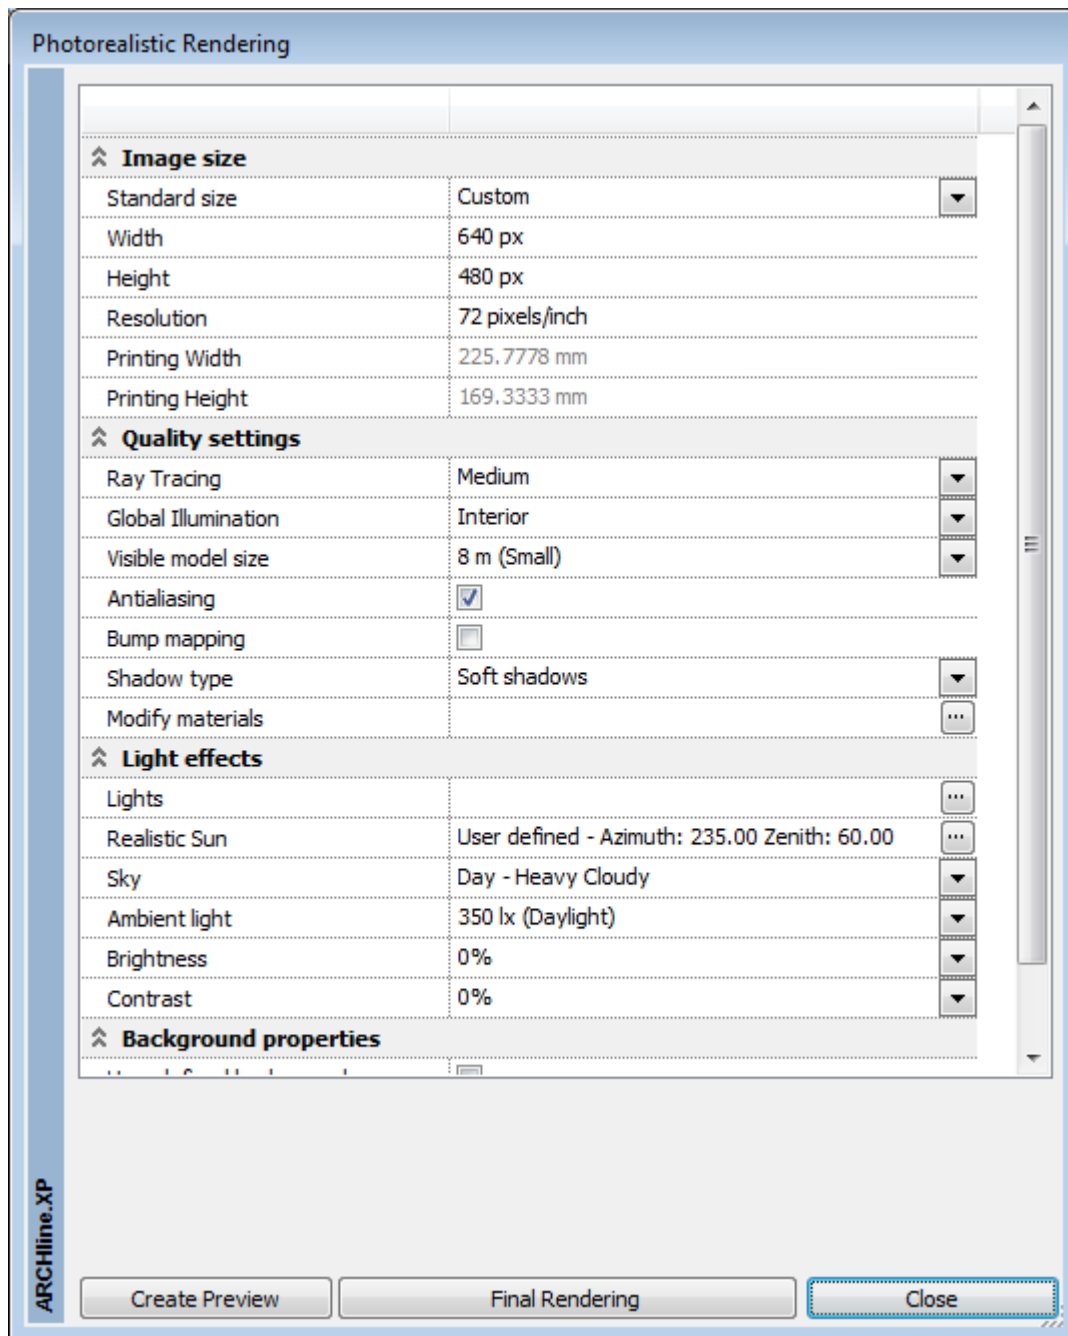 Photorealistic Rendering
Image size
Standard size Custom
Width 640 px
Height 480 px
Resolution 72 pixels/inch
Printing Width 225.7778 mm
Printing Height 169.3333 mm
Quality settings
Ray Tracing Medium
Global Illumination Interior
Visible model size 8 m (Small)
Antialiasing
Bump mapping
Shadow type Soft shadows
Modify materials ...
Light effects
Lights ...
Realistic Sun User defined - Azimuth: 235.00 Zenith: 60.00 ...
Sky Day - Heavy Cloudy
Ambient light 350 lx (Daylight)
Brightness 0%
Contrast 0%
Background properties
ARCHline.XP
Create Preview Final Rendering Close